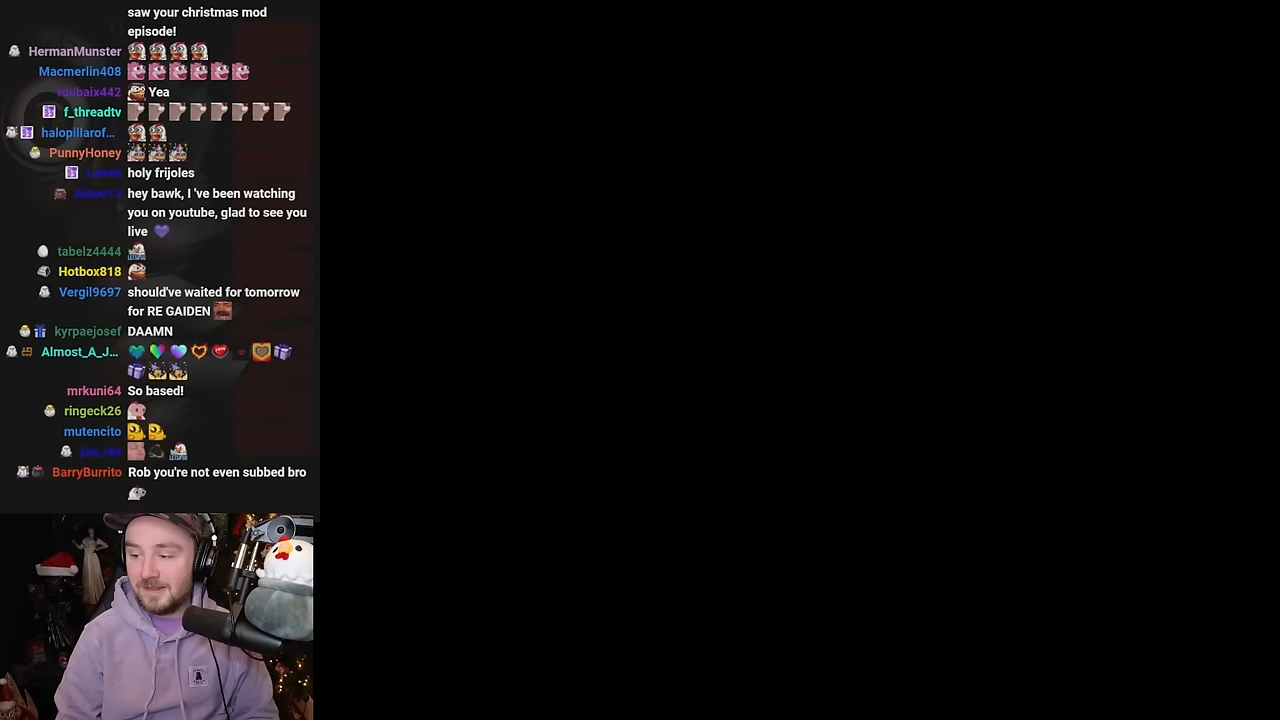 saw your christmas mod
episode!
HermanMunster
Macmerlin408
roubaix442 Yea
f_threadtv
halopillarof...
PunnyHoney
holy frijoles
hey bawk, I 've been watching
you on youtube, glad to see you
live
tabelz4444
Hotbox818
Vergil9697 should've waited for tomorrow
for RE GAIDEN
kyrpaejosef DAAMN
Almost_A_J...
mrkuni64 So based!
ringeck26
mutencito
BarryBurrito Rob you're not even subbed bro